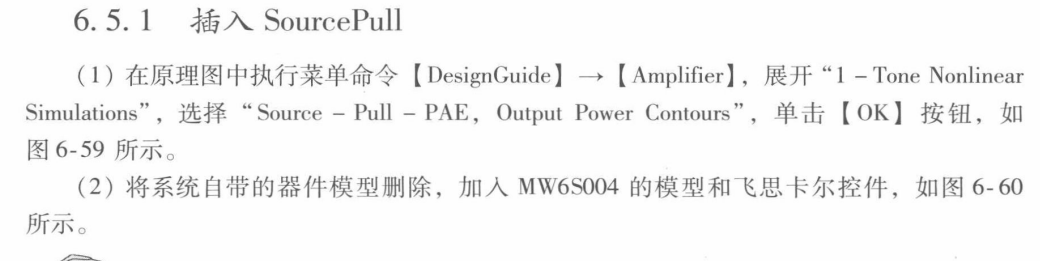 6.5.1 插入 SourcePull
（1）在原理图中执行菜单命令【DesignGuide】→【Amplifier】，展开“1 – Tone Nonlinear
Simulations”，选择“Source – Pull – PAE，Output Power Contours”，单击【OK】按钮，如
图 6-59 所示。
（2）将系统自带的器件模型删除，加入 MW6S004 的模型和飞思卡尔控件，如图 6-60
所示。